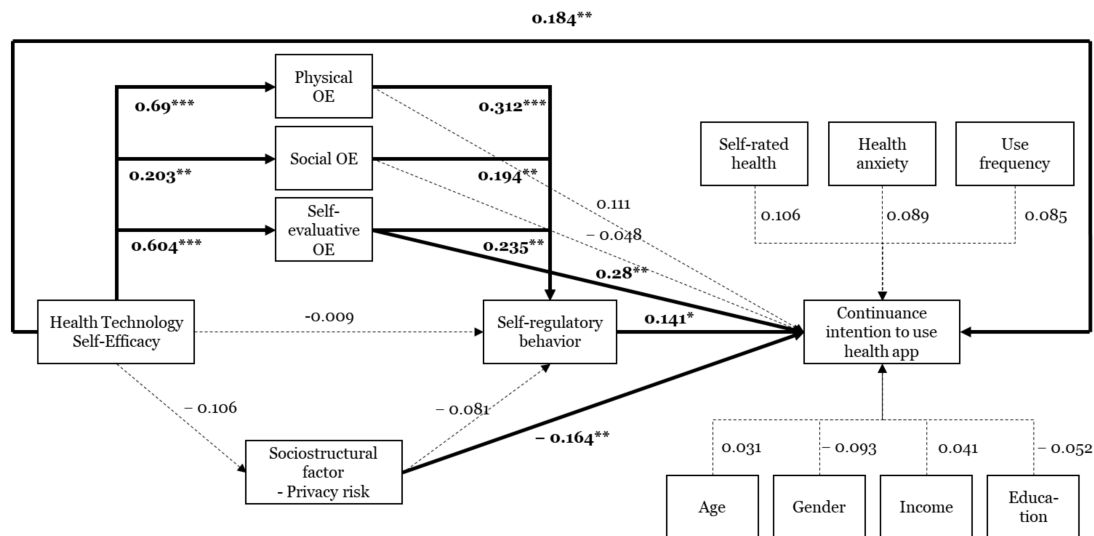 0.184**
Physical
OE
0.69***
0.312***
Social OE
0.203**
0.194**
Self-
evaluative
OE
0.604***
0.235**
0.111
– 0.048
0.28**
Self-rated
health
Health
anxiety
Use
frequency
0.106
0.089
0.085
Health Technology
Self-Efficacy
-0.009
Self-regulatory
behavior
0.141*
Continuance
intention to use
health app
– 0.106
– 0.081
– 0.164**
Sociostructural
factor
- Privacy risk
0.031
– 0.093
0.041
– 0.052
Age
Gender
Income
Educa-
tion